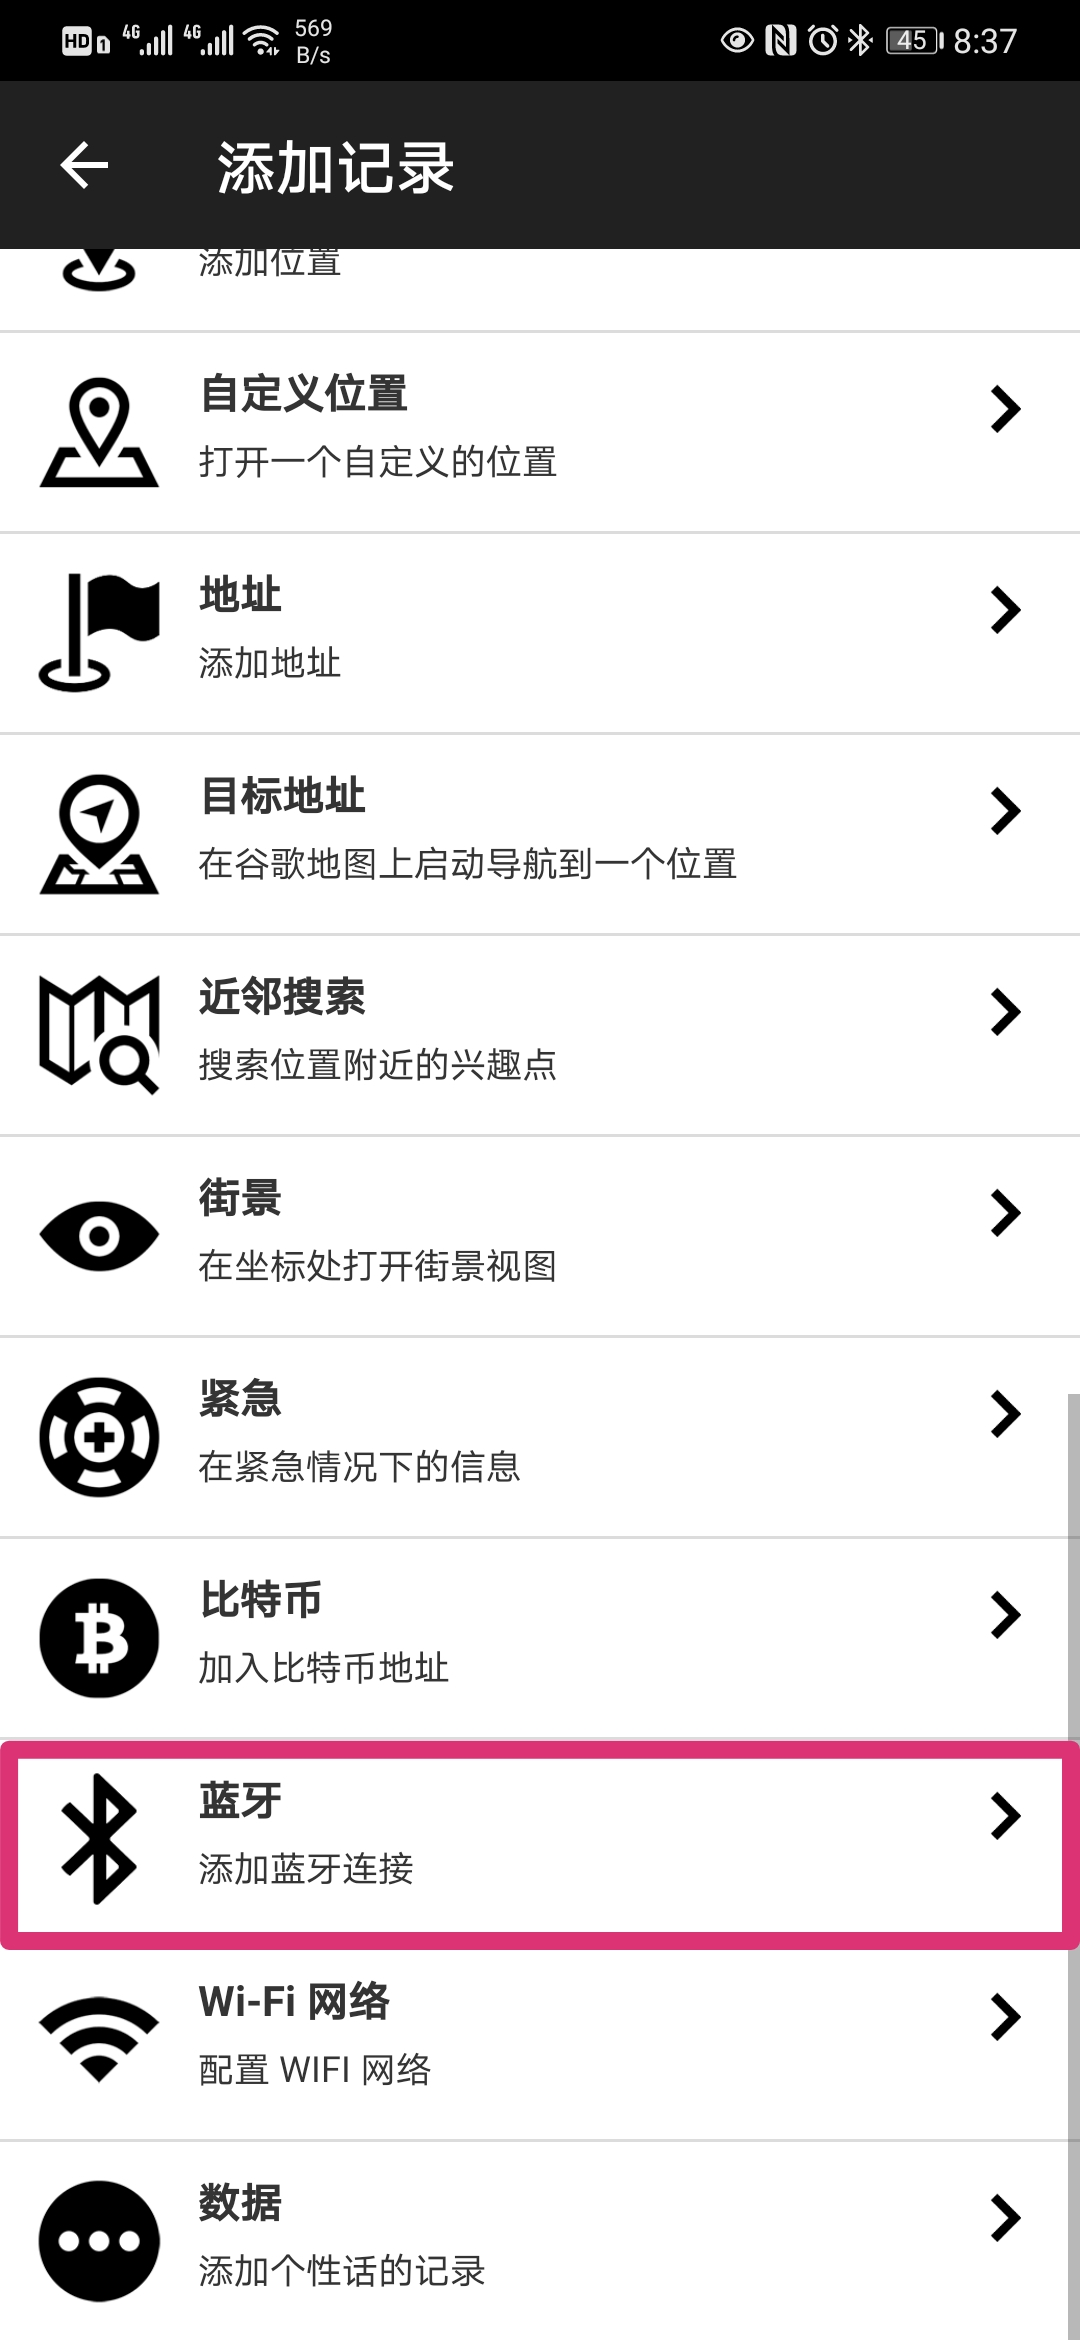 HD 1 4G 4G 569 B/s 45 8:37
添加记录
添加位置
自定义位置
打开一个自定义的位置
地址
添加地址
目标地址
在谷歌地图上启动导航到一个位置
近邻搜索
搜索位置附近的兴趣点
街景
在坐标处打开街景视图
紧急
在紧急情况下的信息
比特币
加入比特币地址
蓝牙
添加蓝牙连接
Wi-Fi 网络
配置 WIFI 网络
数据
添加个性话的记录